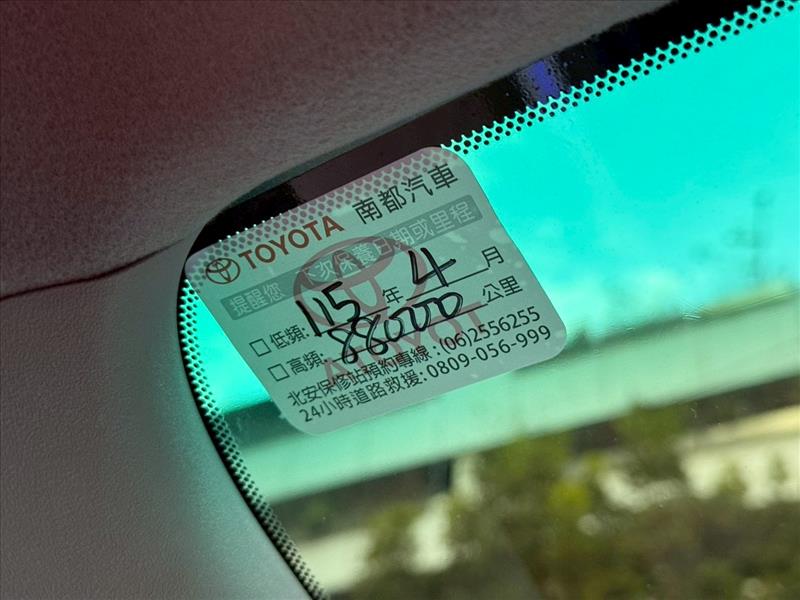 TOYOTA 南都汽車
提醒您 下次保養日期或里程
低頻: 115 年 4 月
高頻: 88000 公里
北安保修站預約專線:(06)2556255
24小時道路救援:0809-056-999